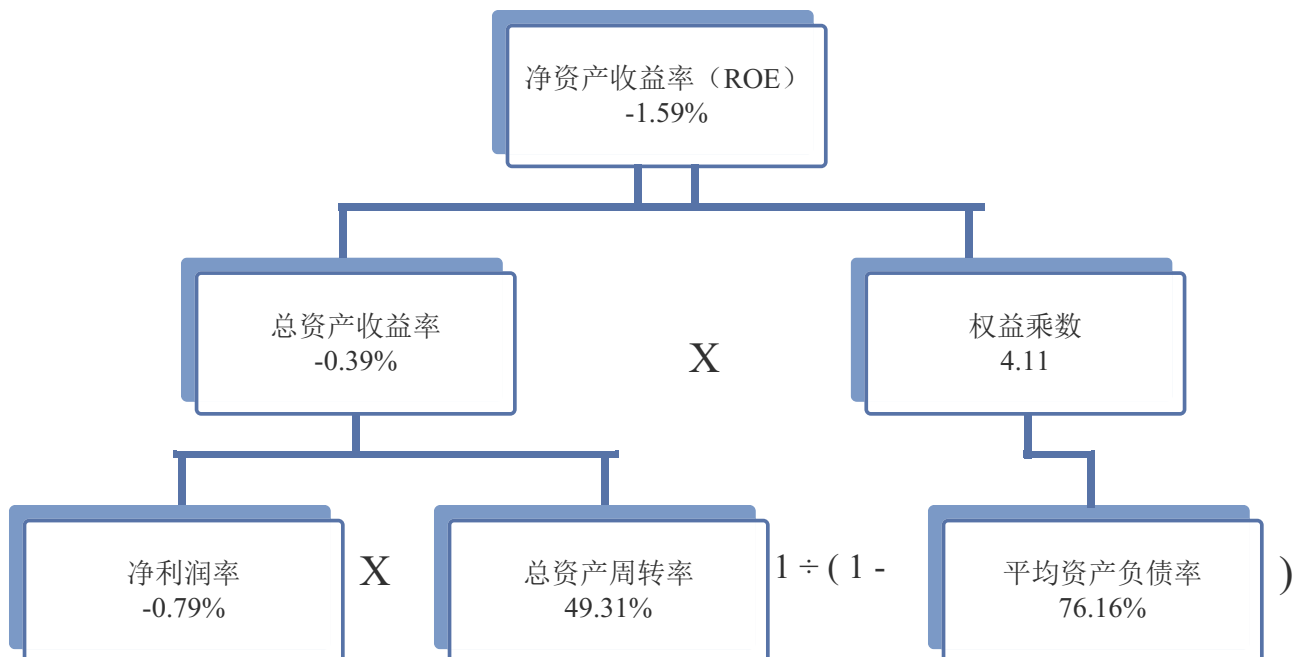 净资产收益率（ROE）
-1.59%
总资产收益率
-0.39%
X
权益乘数
4.11
净利润率
-0.79%
X
总资产周转率
49.31%
1 ÷ ( 1 -
平均资产负债率
76.16%
)